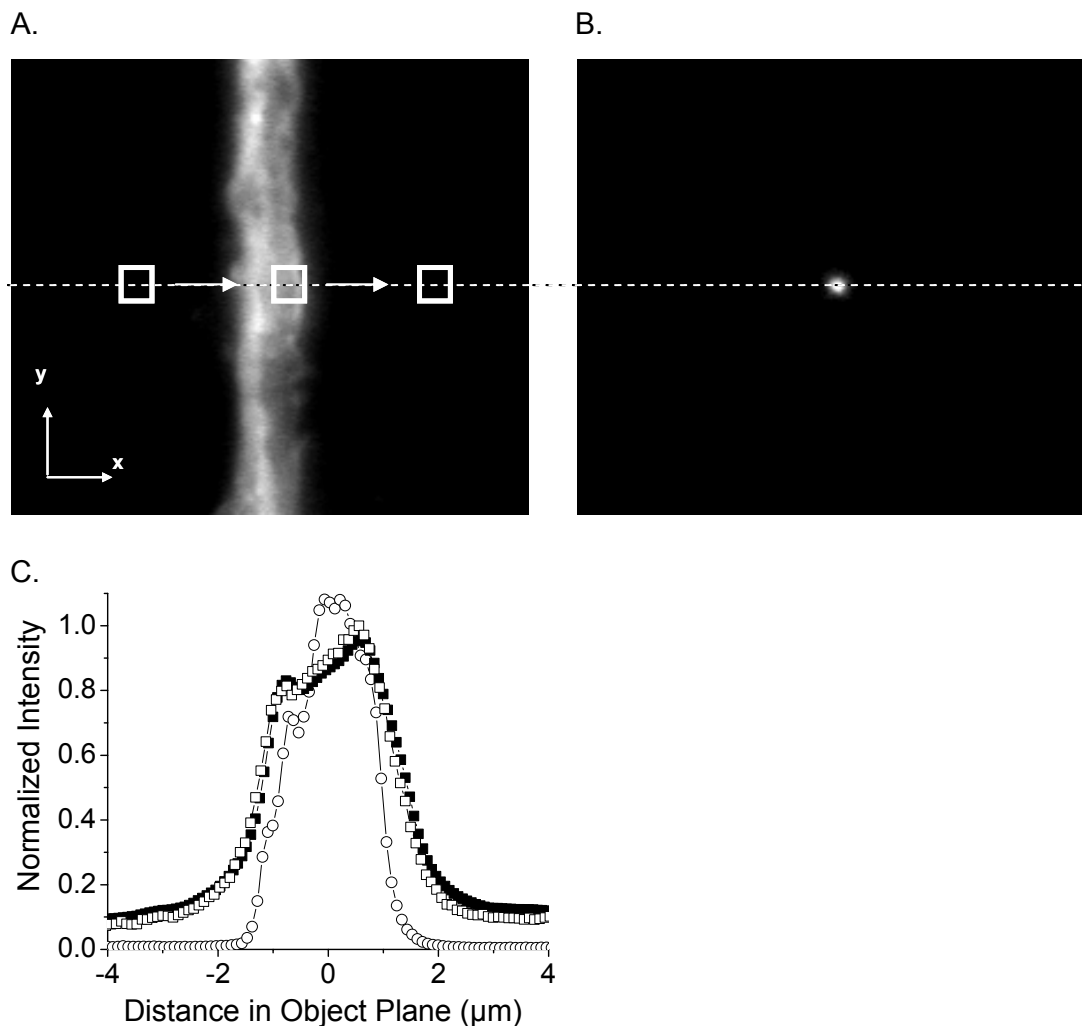 A.
B.
y
x
C.
Normalized Intensity
1.0
0.8
0.6
0.4
0.2
0.0
-4 -2 0 2 4
Distance in Object Plane (µm)